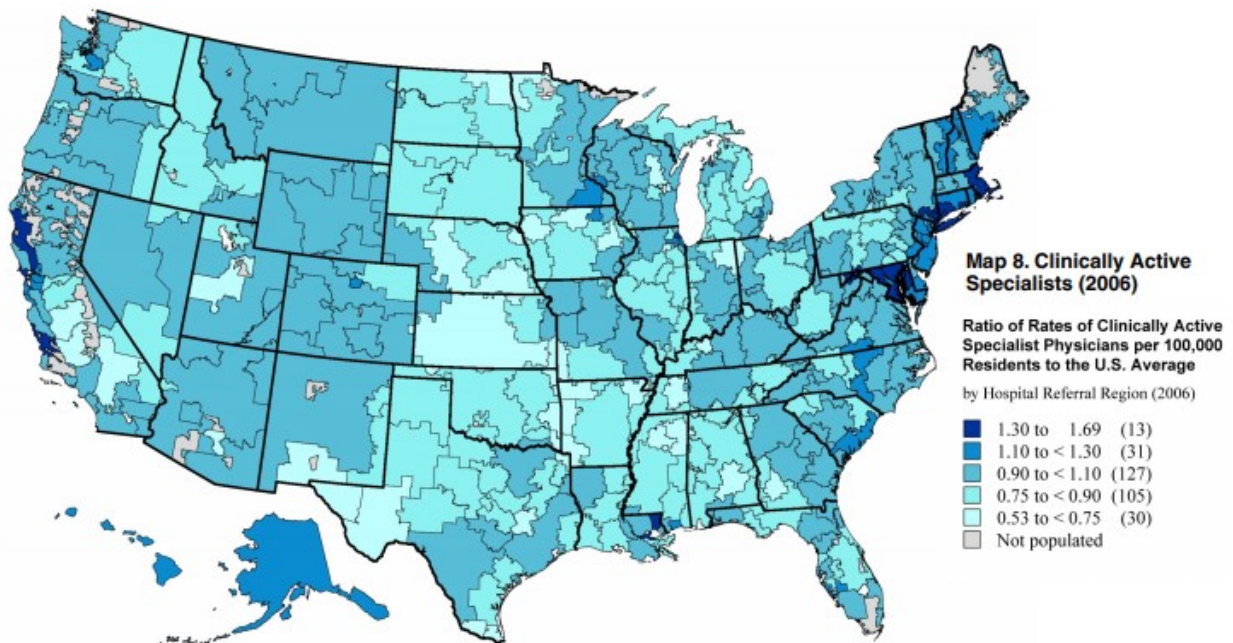 Map 8. Clinically Active
Specialists (2006)
Ratio of Rates of Clinically Active
Specialist Physicians per 100,000
Residents to the U.S. Average
by Hospital Referral Region (2006)
1.30 to 1.69 (13)
1.10 to < 1.30 (31)
0.90 to < 1.10 (127)
0.75 to < 0.90 (105)
0.53 to < 0.75 (30)
Not populated